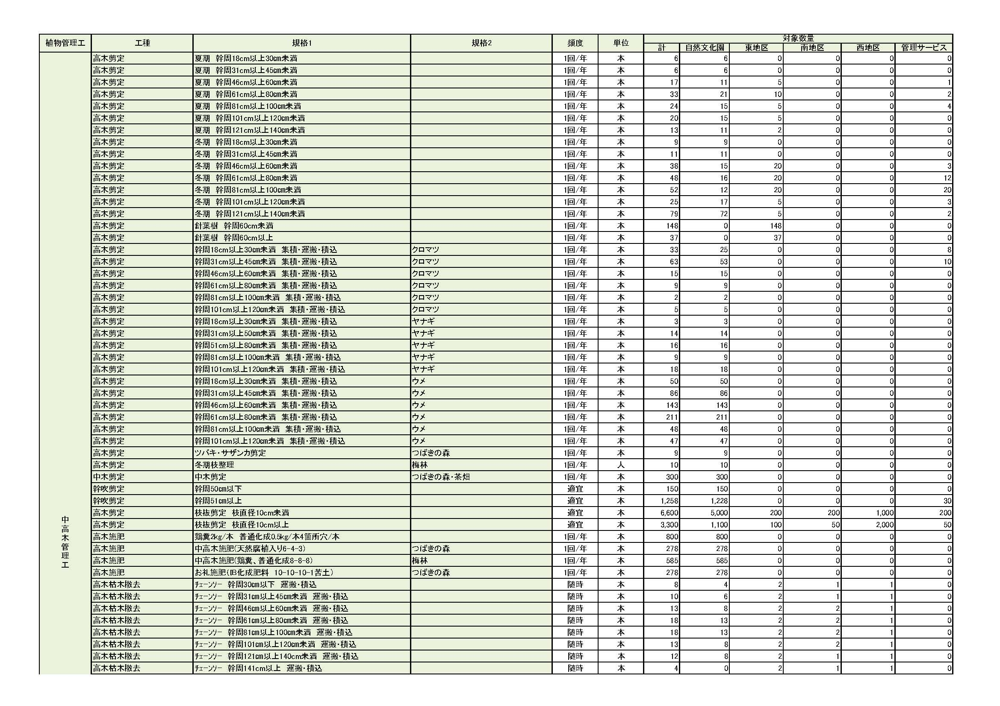 植物管理工 工種 規格1 規格2 頻度 単位 対象数量
計 自然文化園 東地区 南地区 西地区 管理サービス
高木剪定 夏期 幹周18cm以上30cm未満 1回/年 本 6 6 0 0 0 0
高木剪定 夏期 幹周31cm以上45cm未満 1回/年 本 6 6 0 0 0 0
高木剪定 夏期 幹周46cm以上60cm未満 1回/年 本 17 11 5 0 0 1
高木剪定 夏期 幹周61cm以上80cm未満 1回/年 本 33 21 10 0 0 2
高木剪定 夏期 幹周81cm以上100cm未満 1回/年 本 24 15 5 0 0 4
高木剪定 夏期 幹周101cm以上120cm未満 1回/年 本 20 15 5 0 0 0
高木剪定 夏期 幹周121cm以上140cm未満 1回/年 本 13 11 2 0 0 0
高木剪定 冬期 幹周18cm以上30cm未満 1回/年 本 9 9 0 0 0 0
高木剪定 冬期 幹周31cm以上45cm未満 1回/年 本 11 11 0 0 0 0
高木剪定 冬期 幹周46cm以上60cm未満 1回/年 本 38 15 20 0 0 3
高木剪定 冬期 幹周61cm以上80cm未満 1回/年 本 48 16 20 0 0 12
高木剪定 冬期 幹周81cm以上100cm未満 1回/年 本 52 12 20 0 0 20
高木剪定 冬期 幹周101cm以上120cm未満 1回/年 本 25 17 5 0 0 3
高木剪定 冬期 幹周121cm以上140cm未満 1回/年 本 79 72 5 0 0 2
高木剪定 針葉樹 幹周60cm未満 1回/年 本 148 0 148 0 0 0
高木剪定 針葉樹 幹周60cm以上 1回/年 本 37 0 37 0 0 0
高木剪定 幹周18cm以上30cm未満 集積・運搬・積込 クロマツ 1回/年 本 33 25 0 0 0 8
高木剪定 幹周31cm以上45cm未満 集積・運搬・積込 クロマツ 1回/年 本 63 53 0 0 0 10
高木剪定 幹周46cm以上60cm未満 集積・運搬・積込 クロマツ 1回/年 本 15 15 0 0 0 0
高木剪定 幹周61cm以上80cm未満 集積・運搬・積込 クロマツ 1回/年 本 9 9 0 0 0 0
高木剪定 幹周81cm以上100cm未満 集積・運搬・積込 クロマツ 1回/年 本 2 2 0 0 0 0
高木剪定 幹周101cm以上120cm未満 集積・運搬・積込 クロマツ 1回/年 本 5 5 0 0 0 0
高木剪定 幹周18cm以上30cm未満 集積・運搬・積込 ヤナギ 1回/年 本 3 3 0 0 0 0
高木剪定 幹周31cm以上50cm未満 集積・運搬・積込 ヤナギ 1回/年 本 14 14 0 0 0 0
高木剪定 幹周51cm以上80cm未満 集積・運搬・積込 ヤナギ 1回/年 本 16 16 0 0 0 0
高木剪定 幹周81cm以上100cm未満 集積・運搬・積込 ヤナギ 1回/年 本 9 9 0 0 0 0
高木剪定 幹周101cm以上120cm未満 集積・運搬・積込 ヤナギ 1回/年 本 18 18 0 0 0 0
高木剪定 幹周18cm以上30cm未満 集積・運搬・積込 ウメ 1回/年 本 50 50 0 0 0 0
高木剪定 幹周31cm以上45cm未満 集積・運搬・積込 ウメ 1回/年 本 86 86 0 0 0 0
高木剪定 幹周46cm以上60cm未満 集積・運搬・積込 ウメ 1回/年 本 143 143 0 0 0 0
高木剪定 幹周61cm以上80cm未満 集積・運搬・積込 ウメ 1回/年 本 211 211 0 0 0 0
高木剪定 幹周81cm以上100cm未満 集積・運搬・積込 ウメ 1回/年 本 48 48 0 0 0 0
高木剪定 幹周101cm以上120cm未満 集積・運搬・積込 ウメ 1回/年 本 47 47 0 0 0 0
高木剪定 ツバキ・サザンカ剪定 つばきの森 1回/年 本 9 9 0 0 0 0
高木剪定 冬期枝整理 梅林 1回/年 人 10 10 0 0 0 0
中木剪定 中木剪定 つばきの森・茶畑 1回/年 本 300 300 0 0 0 0
幹吹剪定 幹周50cm以下 適宜 本 150 150 0 0 0 0
幹吹剪定 幹周51cm以上 適宜 本 1,258 1,228 0 0 0 30
高木剪定 枝抜剪定 枝直径10cm未満 適宜 本 6,600 5,000 200 200 1,000 200
高木剪定 枝抜剪定 枝直径10cm以上 適宜 本 3,300 1,100 100 50 2,000 50
中高木管理工
高木施肥 鶏糞2kg/本 普通化成0.5kg/本4箇所穴/本 1回/年 本 800 800 0 0 0 0
高木施肥 中高木施肥(天然腐植入り6-4-3) つばきの森 1回/年 本 278 278 0 0 0 0
高木施肥 中高木施肥(鶏糞、普通化成8-8-8) 梅林 1回/年 本 585 585 0 0 0 0
高木施肥 お礼施肥(IB化成肥料 10-10-10-1苦土) つばきの森 1回/年 本 278 278 0 0 0 0
高木枯木撤去 ﾁｪｰﾝｿｰ 幹周30cm以下 運搬・積込 随時 本 8 4 2 1 1 0
高木枯木撤去 ﾁｪｰﾝｿｰ 幹周31cm以上45cm未満 運搬・積込 随時 本 10 6 2 1 1 0
高木枯木撤去 ﾁｪｰﾝｿｰ 幹周46cm以上60cm未満 運搬・積込 随時 本 13 8 2 2 1 0
高木枯木撤去 ﾁｪｰﾝｿｰ 幹周61cm以上80cm未満 運搬・積込 随時 本 18 13 2 2 1 0
高木枯木撤去 ﾁｪｰﾝｿｰ 幹周81cm以上100cm未満 運搬・積込 随時 本 18 13 2 2 1 0
高木枯木撤去 ﾁｪｰﾝｿｰ 幹周101cm以上120cm未満 運搬・積込 随時 本 13 8 2 2 1 0
高木枯木撤去 ﾁｪｰﾝｿｰ 幹周121cm以上140cm未満 運搬・積込 随時 本 12 8 2 1 1 0
高木枯木撤去 ﾁｪｰﾝｿｰ 幹周141cm以上 運搬・積込 随時 本 4 0 2 1 1 0